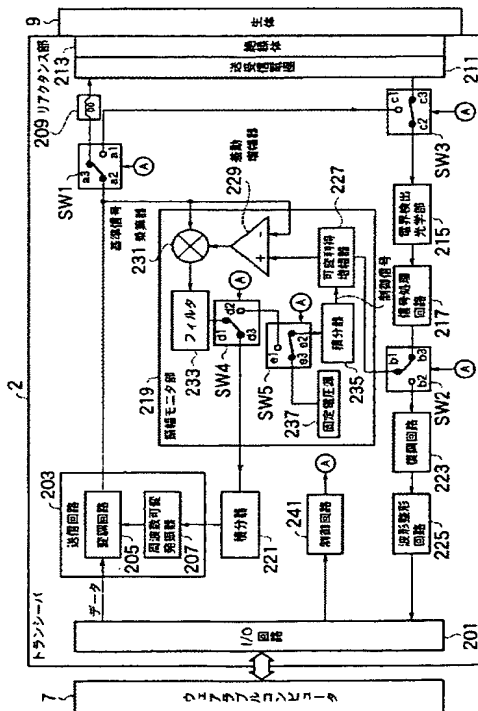 2
トランシーバ
9
生体
213
絶縁体
送受信電極
211
209
リアクタンス部
SW1
a3
a1
a2
A
基準信号
c1
c2
c3
SW3
A
203
送信回路
変調回路
205
周波数可変発振器
207
データ
231
乗算器
229
差動増幅器
+
-
フィルタ
233
A
227
可変利得増幅器
制御信号
219
振幅モニタ部
d1
d2
d3
SW4
A
e1
e2
e3
SW5
積分器
235
237
固定電圧源
電界検出光学部
215
信号処理回路
217
b1
b2
b3
SW2
A
積分器
221
A
241
制御回路
復調回路
223
波形整形回路
225
I/O回路
201
7
ウェアラブルコンピュータ